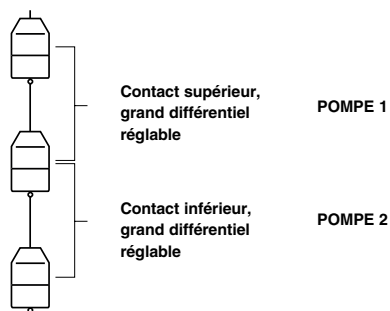 Contact supérieur,
grand différentiel
réglable
POMPE 1
Contact inférieur,
grand différentiel
réglable
POMPE 2